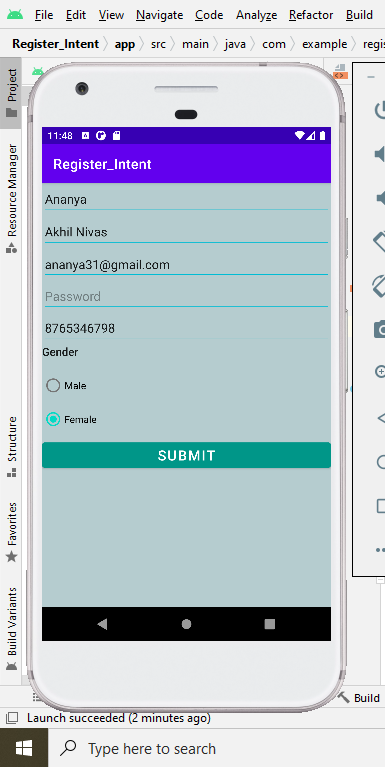 File Edit View Navigate Code Analyze Refactor Build
Register_Intent app src main java com example regis
Project
Resource Manager
Structure
Favorites
Build Variants
11:48
Register_Intent
Ananya
Akhil Nivas
ananya31@gmail.com
Password
8765346798
Gender
Male
Female
SUBMIT
Build
Launch succeeded (2 minutes ago)
Type here to search